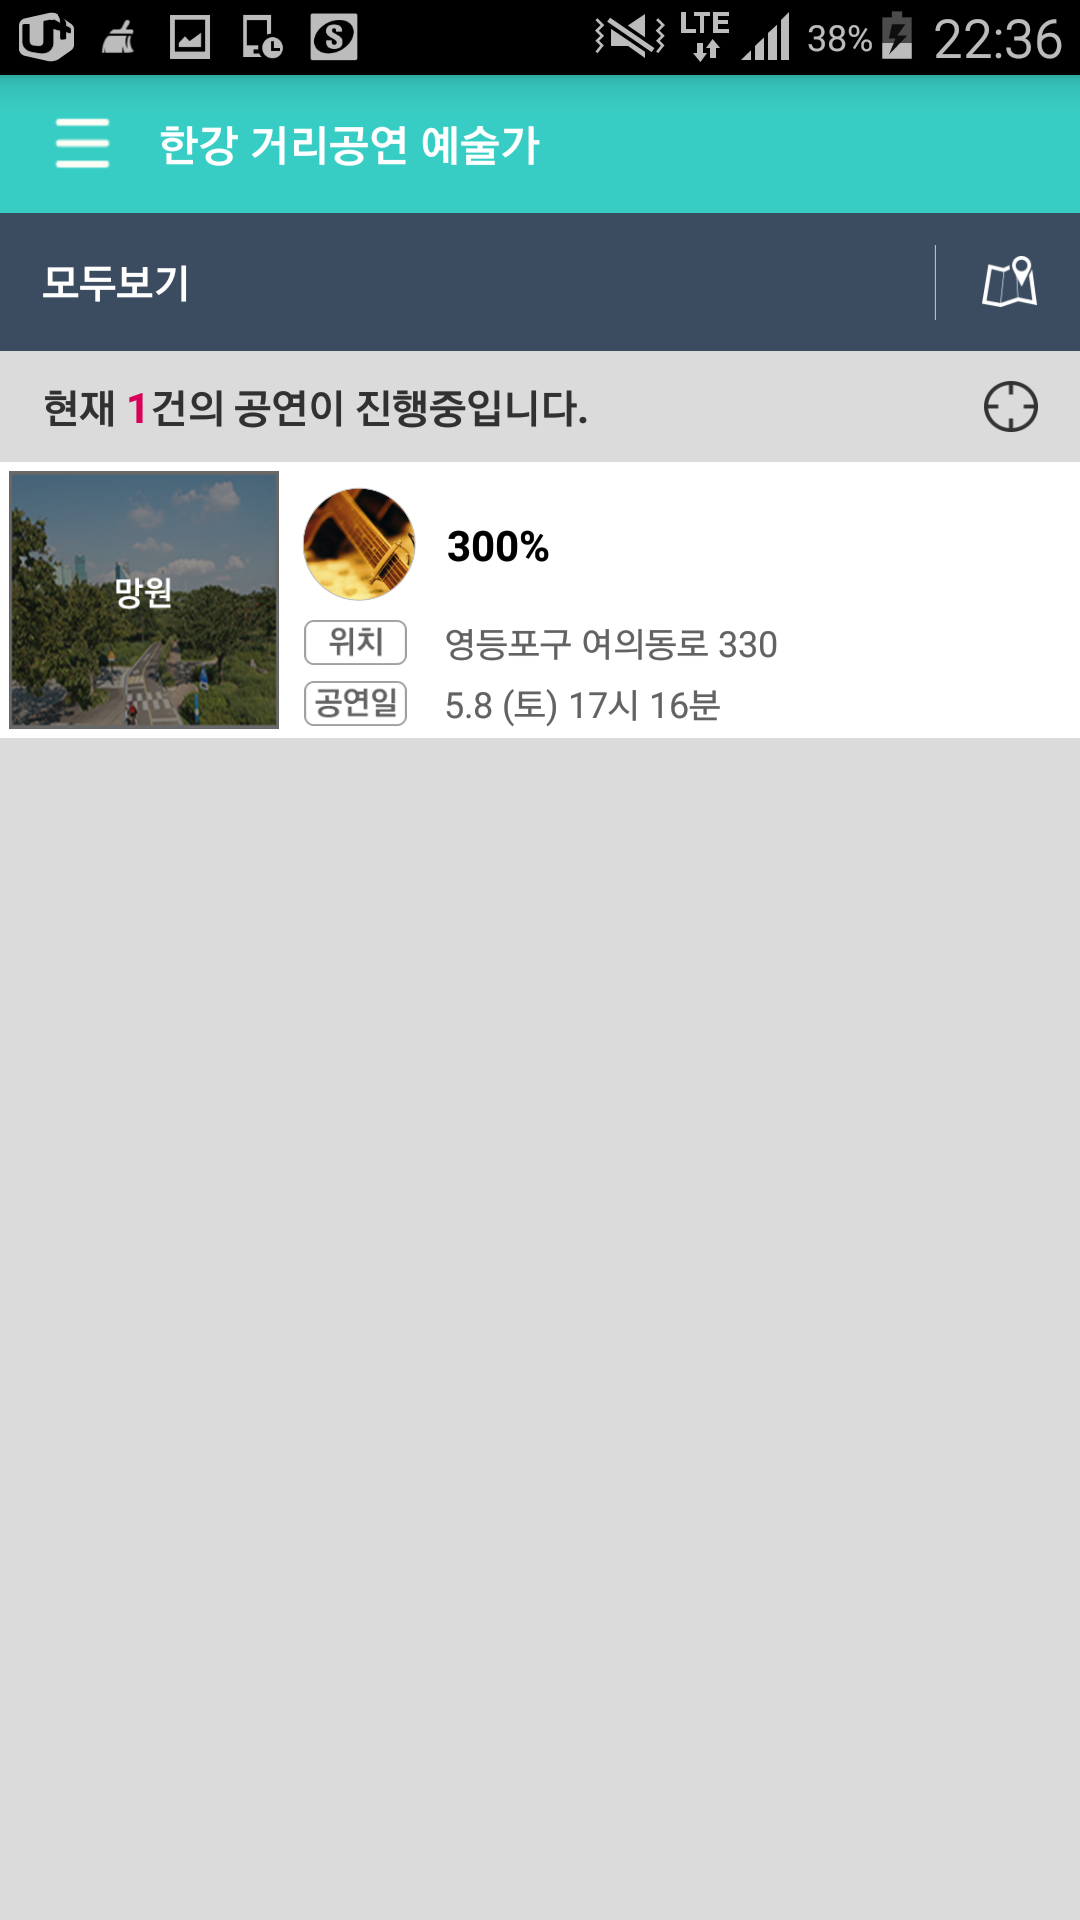 LTE 38% 22:36
한강 거리공연 예술가
모두보기
현재 1건의 공연이 진행중입니다.
망원
300%
위치 영등포구 여의동로 330
공연일 5.8 (토) 17시 16분